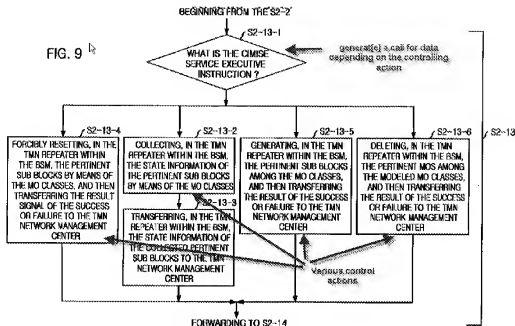 BEGINNING FROM THE S2-2
FIG. 9
S2-13-1
WHAT IS THE CIMISE
SERVICE EXECUTIVE
INSTRUCTION ?
generat[e] a call for data
depending on the controlling
action
S2-13
S2-13-4
FORCIBLY RESETTING, IN THE
TMN REPEATER WITHIN
THE BSM, THE PERTINENT
SUB BLOCKS BY MEANS OF
THE MO CLASSES, AND THEN
TRANSFERRING THE RESULT
SIGNAL OF THE SUCCESS
OR FAILURE TO THE TMN
NETWORK MANAGEMENT
CENTER
S2-13-2
COLLECTING, IN THE TMN
REPEATER WITHIN THE BSM,
THE STATE INFORMATION OF
THE PERTINENT SUB BLOCKS
BY MEANS OF THE MO CLASSES
S2-13-3
TRANSFERRING, IN THE TMN
REPEATER WITHIN THE BSM,
THE STATE INFORMATION OF
THE COLLECTED PERTINENT
SUB BLOCKS TO THE TMN
NETWORK MANAGEMENT
CENTER
S2-13-5
GENERATING, IN THE TMN
REPEATER WITHIN THE BSM,
THE PERTINENT SUB BLOCKS
AMONG THE MO CLASSES,
AND THEN TRANSFERRING
THE RESULT OF THE SUCCESS
OR FAILURE TO THE TMN
NETWORK MANAGEMENT
CENTER
S2-13-6
DELETING, IN THE TMN
REPEATER WITHIN THE BSM,
THE PERTINENT MOS AMONG
THE MODELED MO CLASSES,
AND THEN TRANSFERRING
THE RESULT OF THE SUCCESS
OR FAILURE TO THE TMN
NETWORK MANAGEMENT
CENTER
Various control
actions
FORWARDING TO S2-14